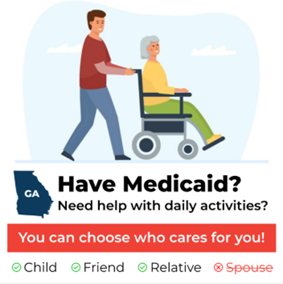 GA
Have Medicaid?
Need help with daily activities?
You can choose who cares for you!
Child Friend Relative Spouse